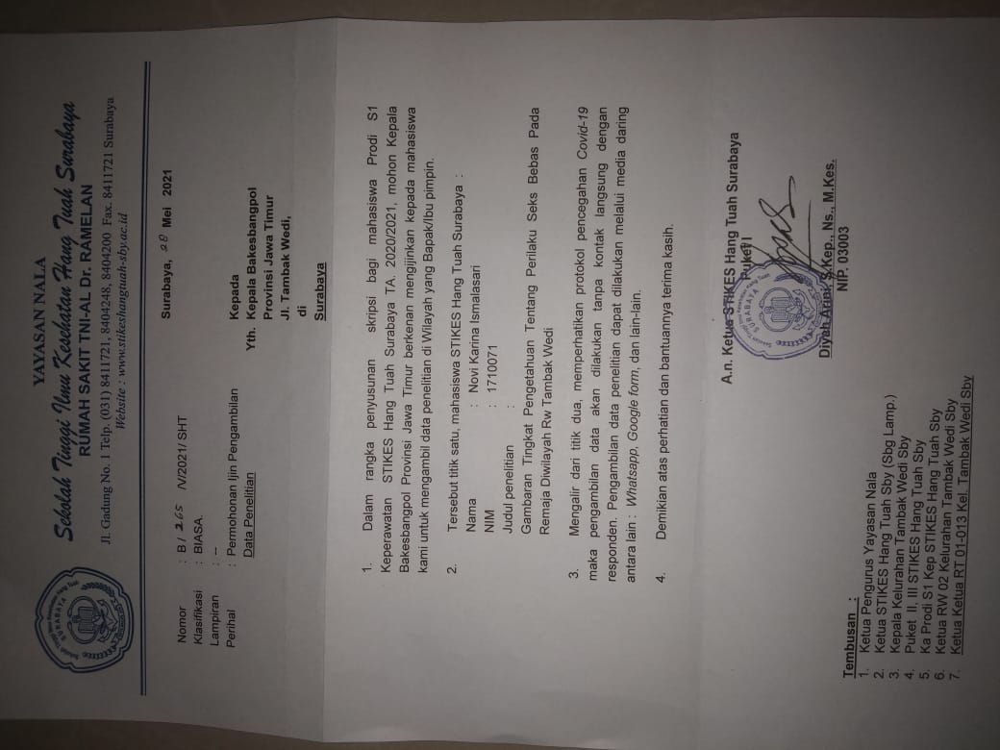 YAYASAN NALA
Sekolah Tinggi Ilmu Kesehatan Hang Tuah Surabaya
RUMAH SAKIT TNI-AL Dr. RAMELAN
Jl. Gadung No. 1 Telp. (031) 8411721, 8404248, 8404200 Fax. 8411721 Surabaya
Website : www.stikeshangtuah-sby.ac.id
Surabaya, 28 Mei 2021
Nomor : B / 265 /V/2021/ SHT
Klasifikasi : BIASA.
Lampiran : –
Perihal : Permohonan Ijin Pengambilan
Data Penelitian
Kepada
Yth. Kepala Bakesbangpol
Provinsi Jawa Timur
Jl. Tambak Wedi,
di
Surabaya
1. Dalam rangka penyusunan skripsi bagi mahasiswa Prodi S1
Keperawatan STIKES Hang Tuah Surabaya TA. 2020/2021, mohon Kepala
Bakesbangpol Provinsi Jawa Timur berkenan mengijinkan kepada mahasiswa
kami untuk mengambil data penelitian di Wilayah yang Bapak/Ibu pimpin.
2. Tersebut titik satu, mahasiswa STIKES Hang Tuah Surabaya :
Nama : Novi Karina Ismalasari
NIM : 1710071
Judul penelitian :
Gambaran Tingkat Pengetahuan Tentang Perilaku Seks Bebas Pada
Remaja Diwilayah Rw Tambak Wedi
3. Mengalir dari titik dua, memperhatikan protokol pencegahan Covid-19
maka pengambilan data akan dilakukan tanpa kontak langsung dengan
responden. Pengambilan data penelitian dapat dilakukan melalui media daring
antara lain : Whatsapp, Google form, dan lain-lain.
4. Demikian atas perhatian dan bantuannya terima kasih.
A.n. Ketua STIKES Hang Tuah Surabaya
Puket I
Diyah Arini, S.Kep., Ns., M.Kes.
NIP. 03003
Tembusan :
1. Ketua Pengurus Yayasan Nala
2. Ketua STIKES Hang Tuah Sby (Sbg Lamp.)
3. Kepala Kelurahan Tambak Wedi Sby
4. Puket II, III STIKES Hang Tuah Sby
5. Ka Prodi S1 Kep STIKES Hang Tuah Sby
6. Ketua RW 02 Kelurahan Tambak Wedi Sby
7. Ketua Ketua RT 01-013 Kel. Tambak Wedi Sby